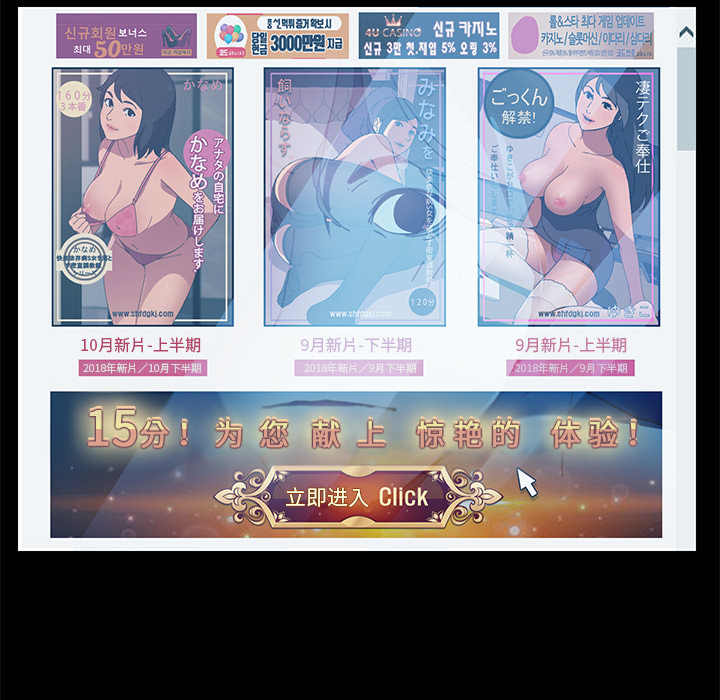 신규회원 보너스
최대 50만원
당일현금 3000만원 지급
4U CASINO 신규 카지노
신규 3만 첫.재입 5% 오링 3%
룰&스타 최다 게임 업데이트
카지노/슬롯머신/이다리/삼다리
160分
3本番
かなめ
アナタの自宅に
かなめをお届けします!
かなめ
www.shfdgkj.com
飼いならす
みなみを
120分
www.shfdgkj.com
ごっくん
解禁!
凄テクご奉仕
www.shfdgkj.com
ゆき
10月新片-上半期
2018年新片／10月下半期
9月新片-下半期
2018年新片／9月下半期
9月新片-上半期
2018年新片／9月下半期
15分! 为您献上 惊艳的 体验!
立即进入 Click